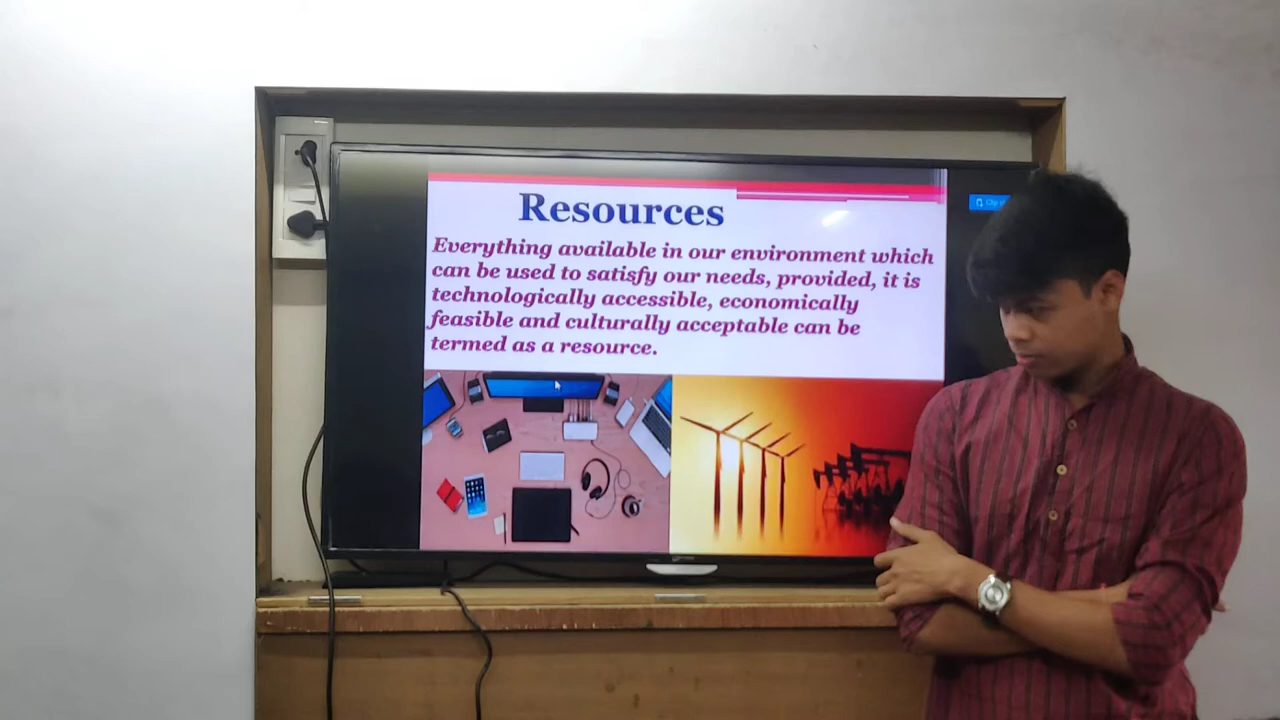 Resources
Everything available in our environment which
can be used to satisfy our needs, provided, it is
technologically accessible, economically
feasible and culturally acceptable can be
termed as a resource.